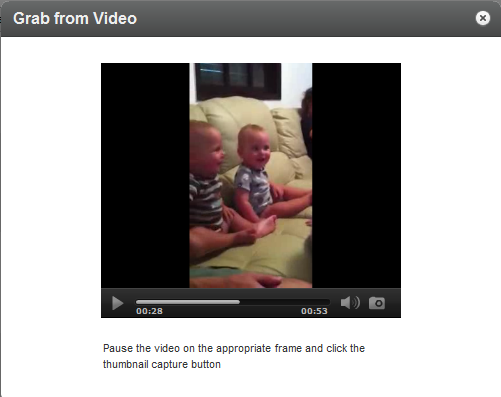 Grab from Video
00:28 00:53
Pause the video on the appropriate frame and click the
thumbnail capture button